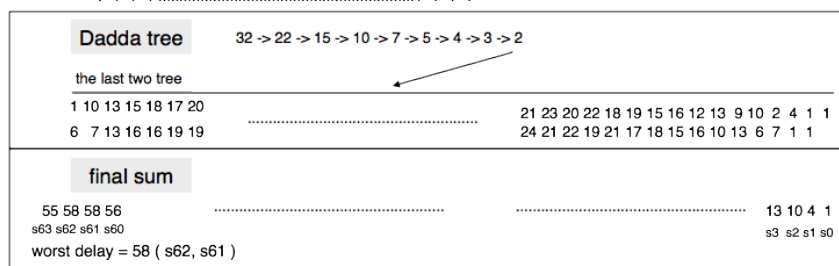 Dadda tree 32 -> 22 -> 15 -> 10 -> 7 -> 5 -> 4 -> 3 -> 2
the last two tree
1 10 13 15 18 17 20 ........ 21 23 20 22 18 19 15 16 12 13 9 10 2 4 1 1
6 7 13 16 16 19 19 24 21 22 19 21 17 18 15 16 10 13 6 7 1 1
final sum
55 58 58 56 ........ ........ 13 10 4 1
s63 s62 s61 s60 s3 s2 s1 s0
worst delay = 58 ( s62, s61 )